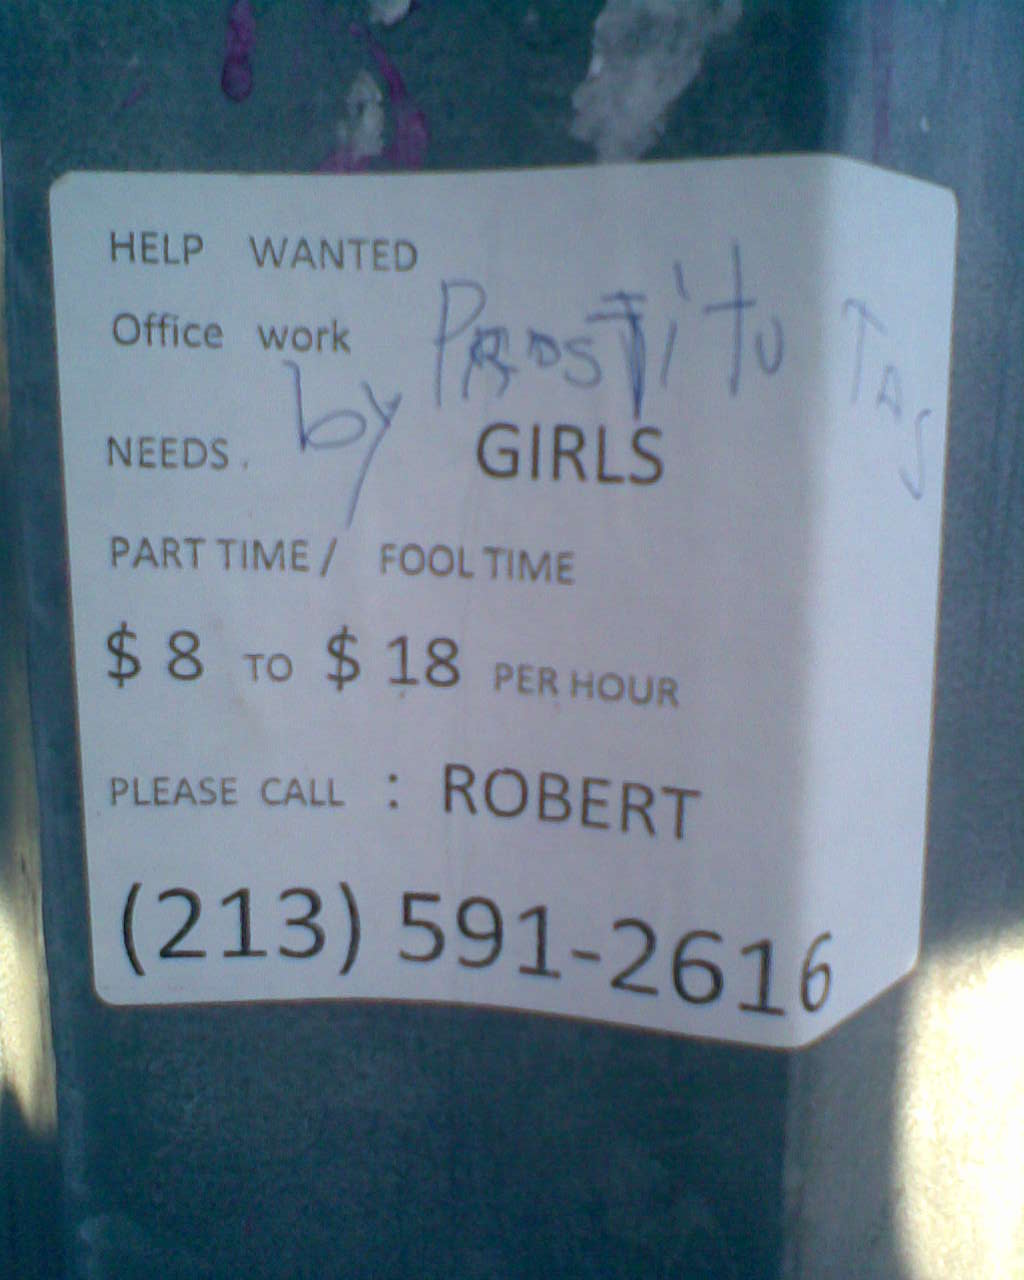 HELP WANTED
Office work
by PROSTiTuTAS
NEEDS. GIRLS
PART TIME / FOOL TIME
$ 8 TO $ 18 PER HOUR
PLEASE CALL : ROBERT
(213) 591-2616